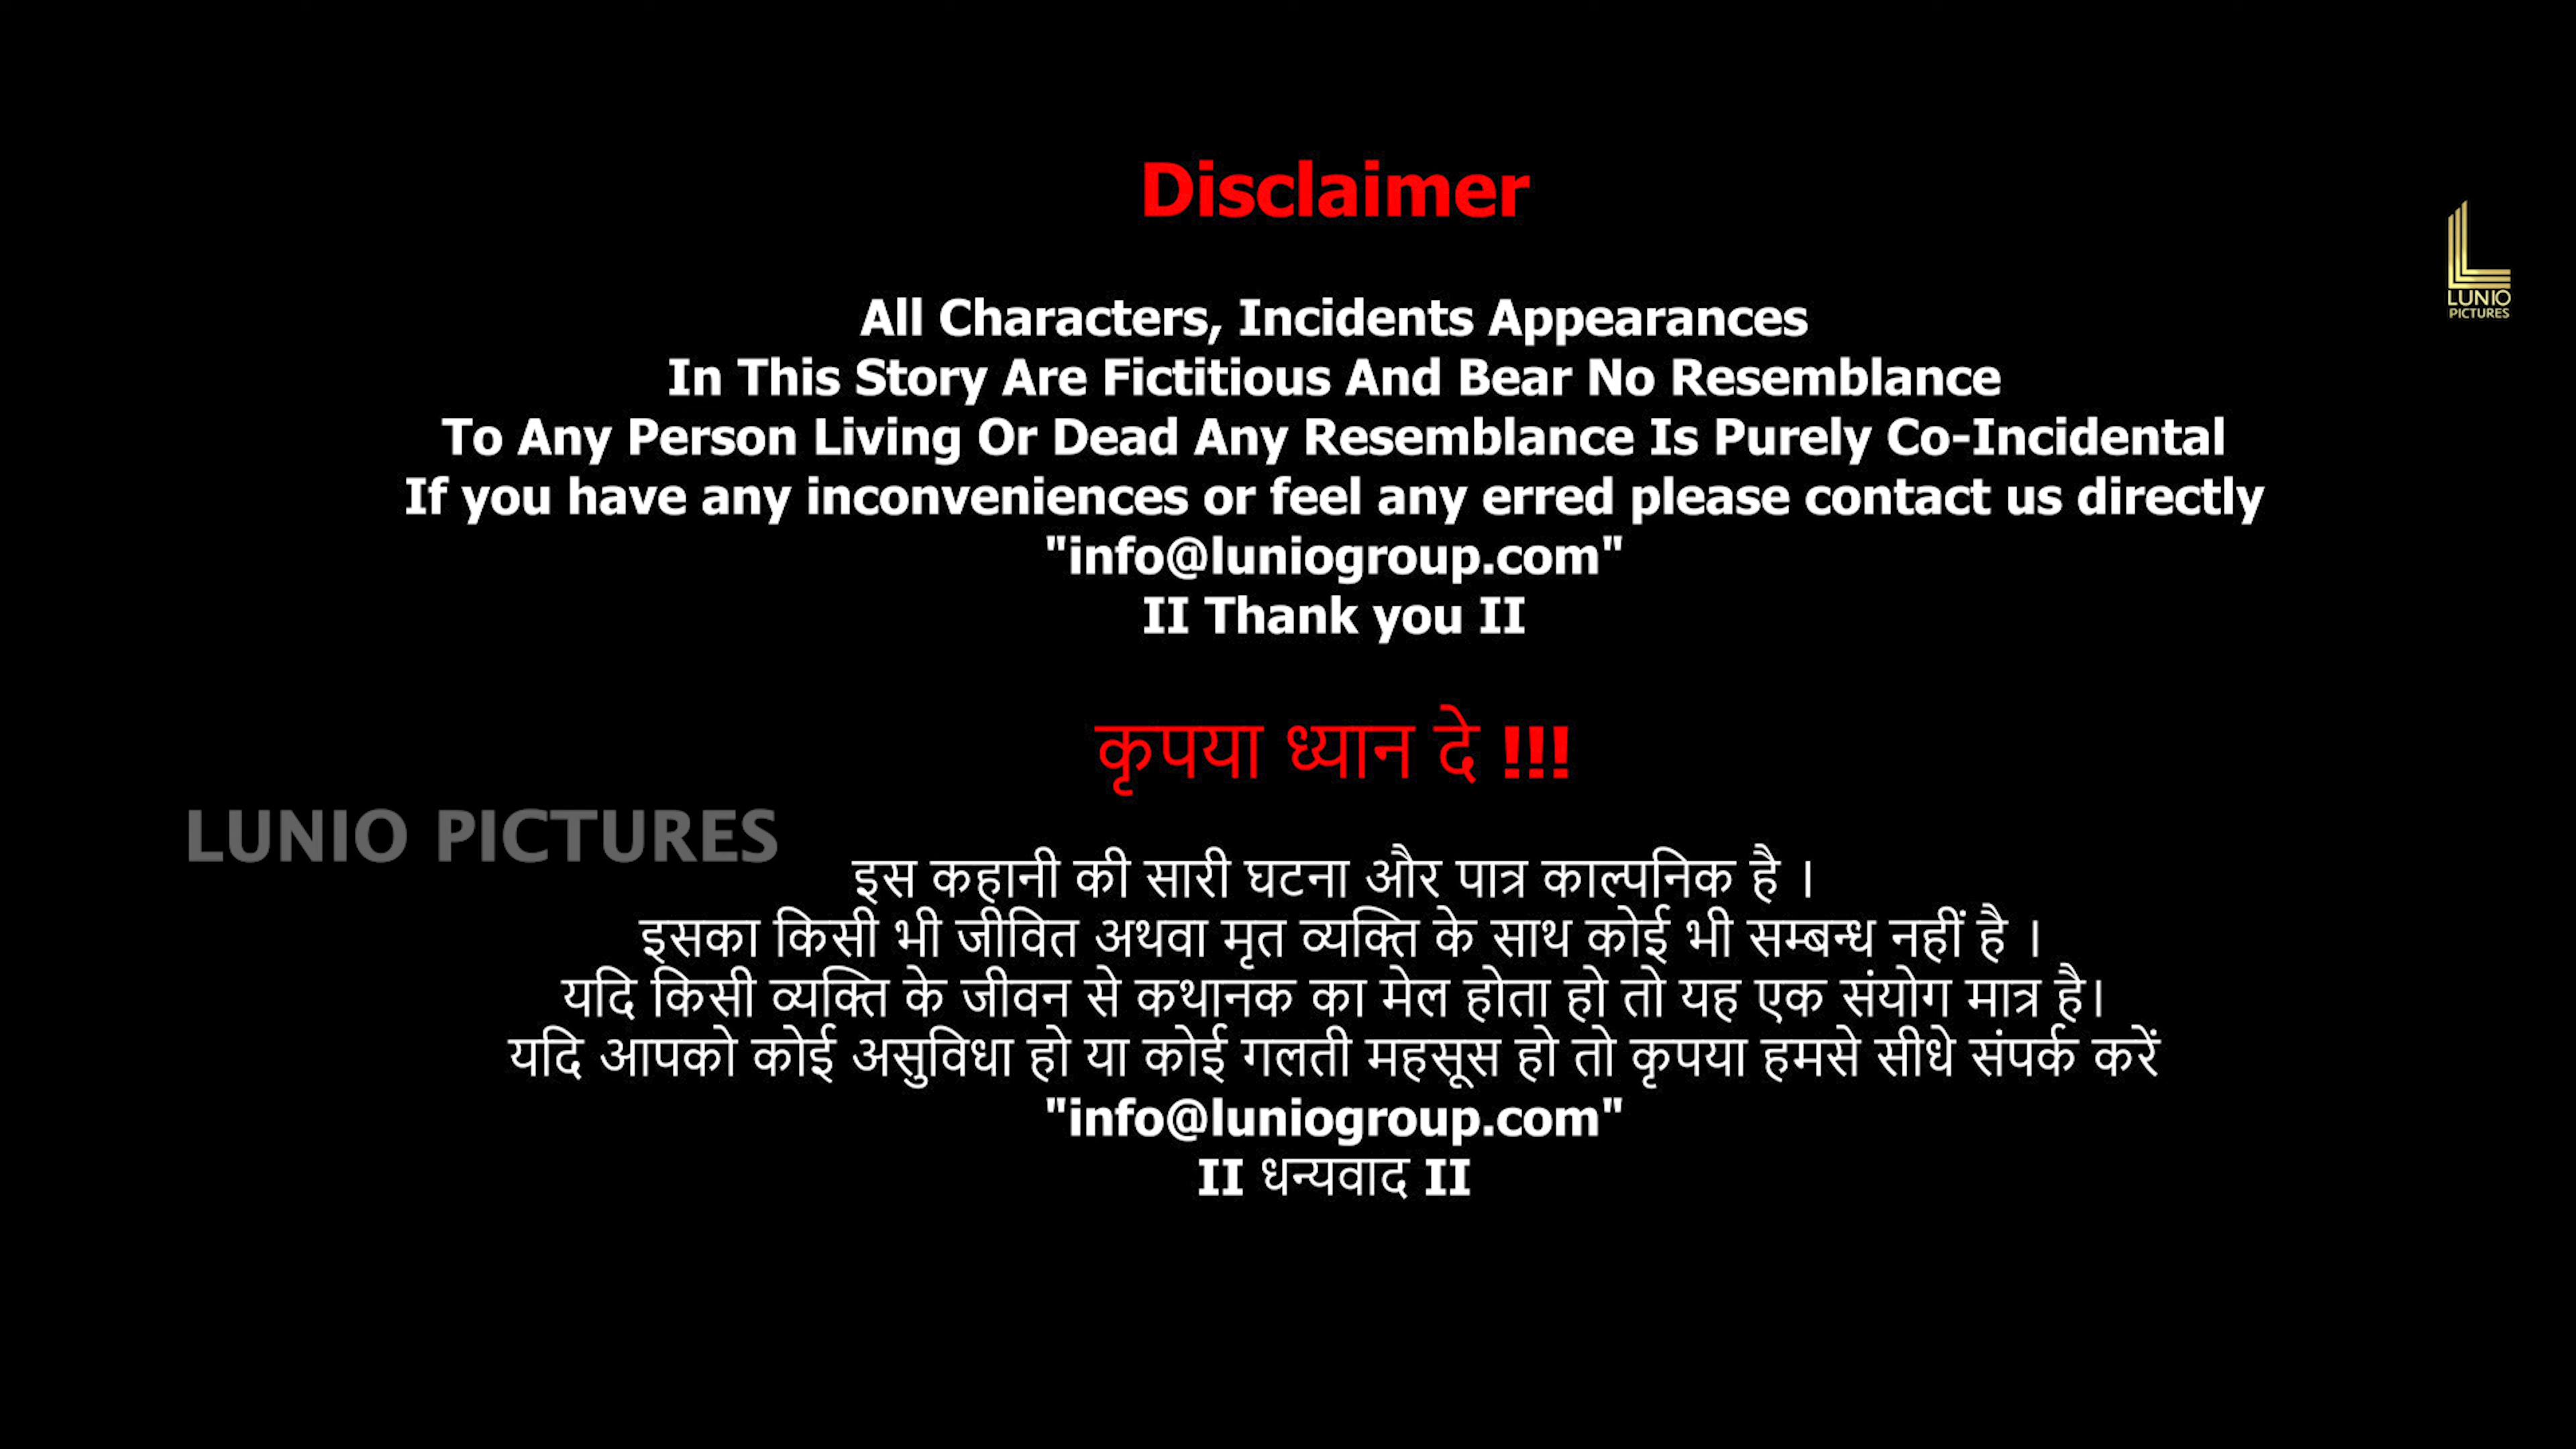 Disclaimer
All Characters, Incidents Appearances
In This Story Are Fictitious And Bear No Resemblance
To Any Person Living Or Dead Any Resemblance Is Purely Co-Incidental
If you have any inconveniences or feel any erred please contact us directly
"info@luniogroup.com"
II Thank you II
LUNIO
PICTURES
कृपया ध्यान दे !!!
LUNIO PICTURES
इस कहानी की सारी घटना और पात्र काल्पनिक है ।
इसका किसी भी जीवित अथवा मृत व्यक्ति के साथ कोई भी सम्बन्ध नहीं है ।
यदि किसी व्यक्ति के जीवन से कथानक का मेल होता हो तो यह एक संयोग मात्र है।
यदि आपको कोई असुविधा हो या कोई गलती महसूस हो तो कृपया हमसे सीधे संपर्क करें
"info@luniogroup.com"
II धन्यवाद II